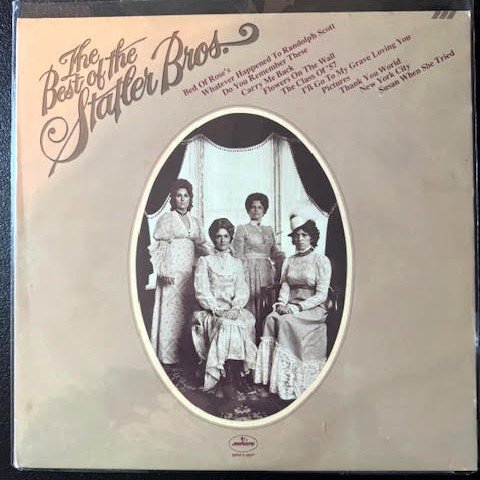 The
Best of the
Statler Bros.
Bed Of Rose's
Whatever Happened To Randolph Scott
Do You Remember These
Carry Me Back
Flowers On The Wall
The Class Of '57
I'll Go To My Grave Loving You
Pictures
Thank You World
New York City
Susan When She Tried
mercury